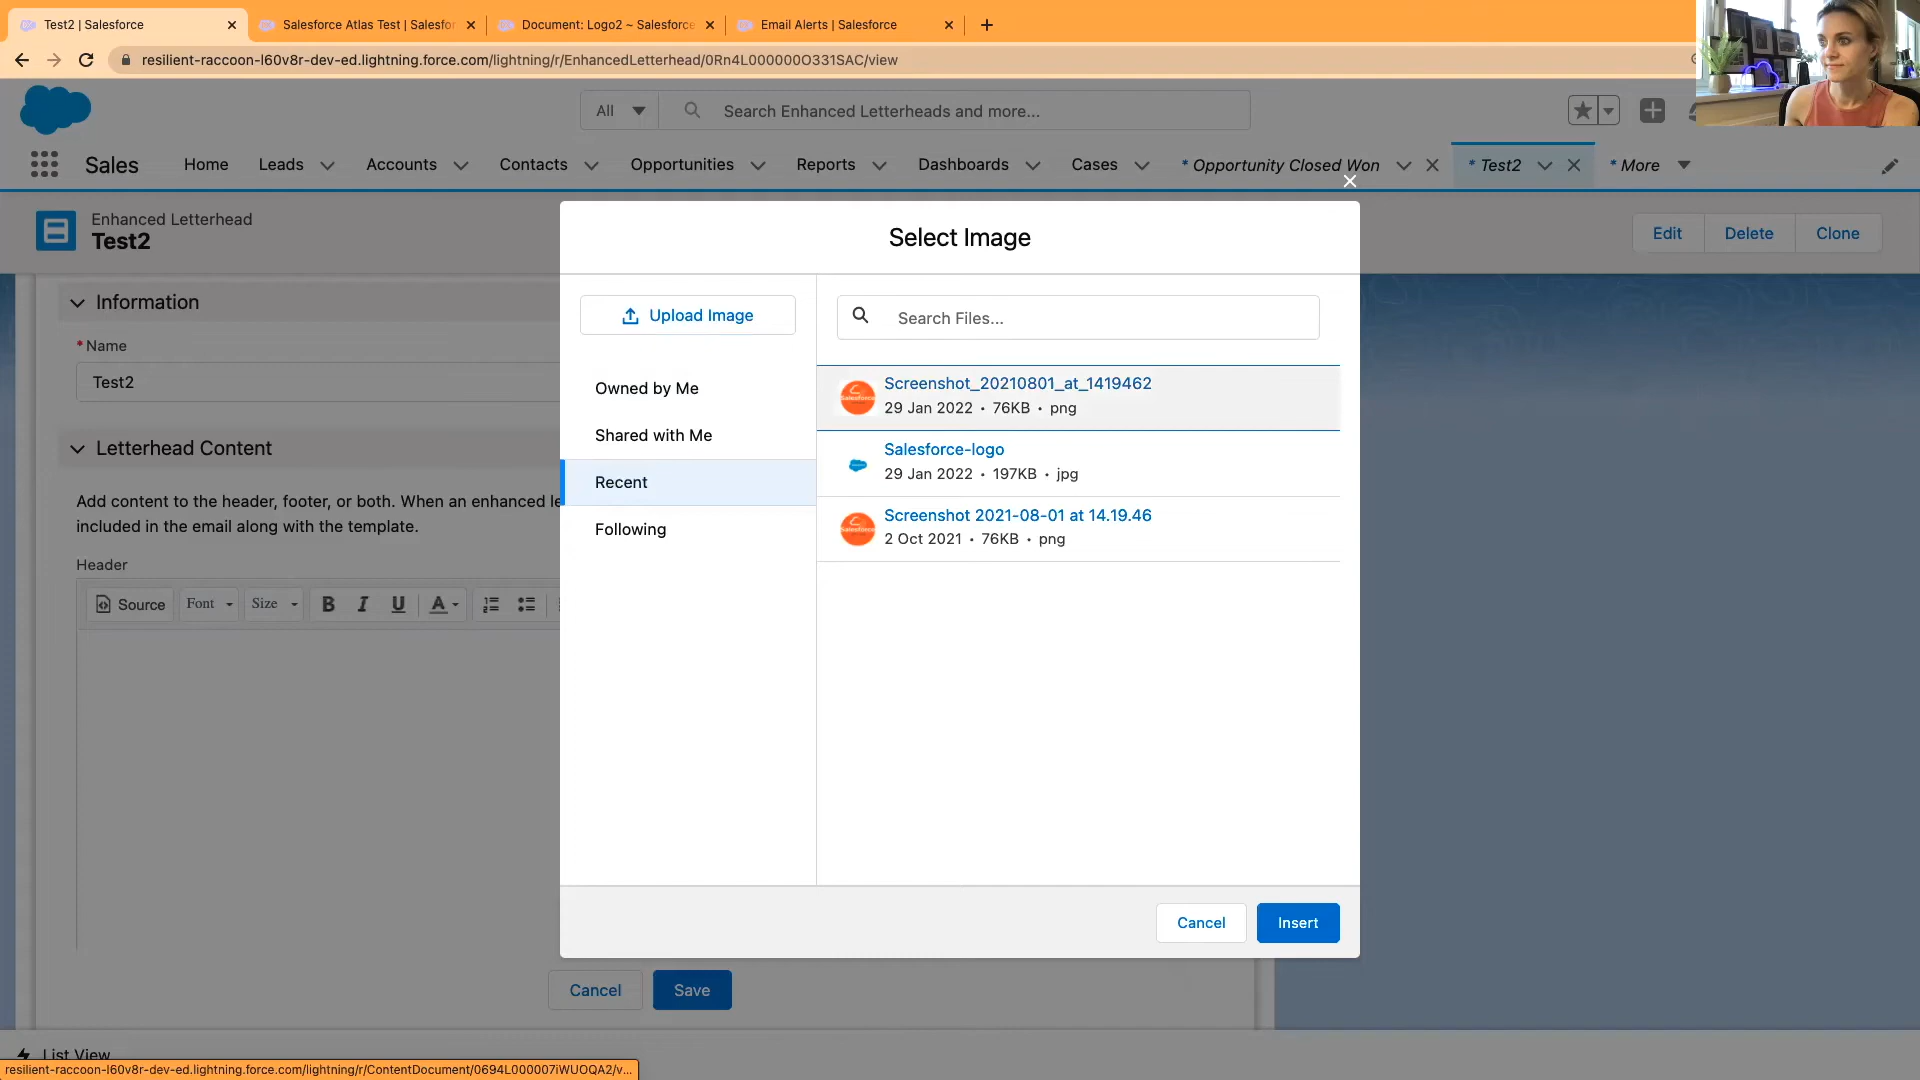 Test2 | Salesforce
Salesforce Atlas Test | Salesfor
Document: Logo2 ~ Salesforce
Email Alerts | Salesforce
resilient-raccoon-l60v8r-dev-ed.lightning.force.com/lightning/r/EnhancedLetterhead/0Rn4L000000O331SAC/view
All
Search Enhanced Letterheads and more...
Sales
Home
Leads
Accounts
Contacts
Opportunities
Reports
Dashboards
Cases
* Opportunity Closed Won
* Test2
* More
Enhanced Letterhead
Test2
Edit
Delete
Clone
Information
* Name
Test2
Letterhead Content
Add content to the header, footer, or both. When an enhanced le
included in the email along with the template.
Header
Source
Font
Size
B I U A
Cancel
Save
Select Image
Upload Image
Search Files...
Owned by Me
Shared with Me
Recent
Following
Screenshot_20210801_at_1419462
29 Jan 2022 • 76KB • png
Salesforce-logo
29 Jan 2022 • 197KB • jpg
Screenshot 2021-08-01 at 14.19.46
2 Oct 2021 • 76KB • png
Cancel
Insert
List View
resilient-raccoon-l60v8r-dev-ed.lightning.force.com/lightning/r/ContentDocument/0694L000007iWUOQA2/v...